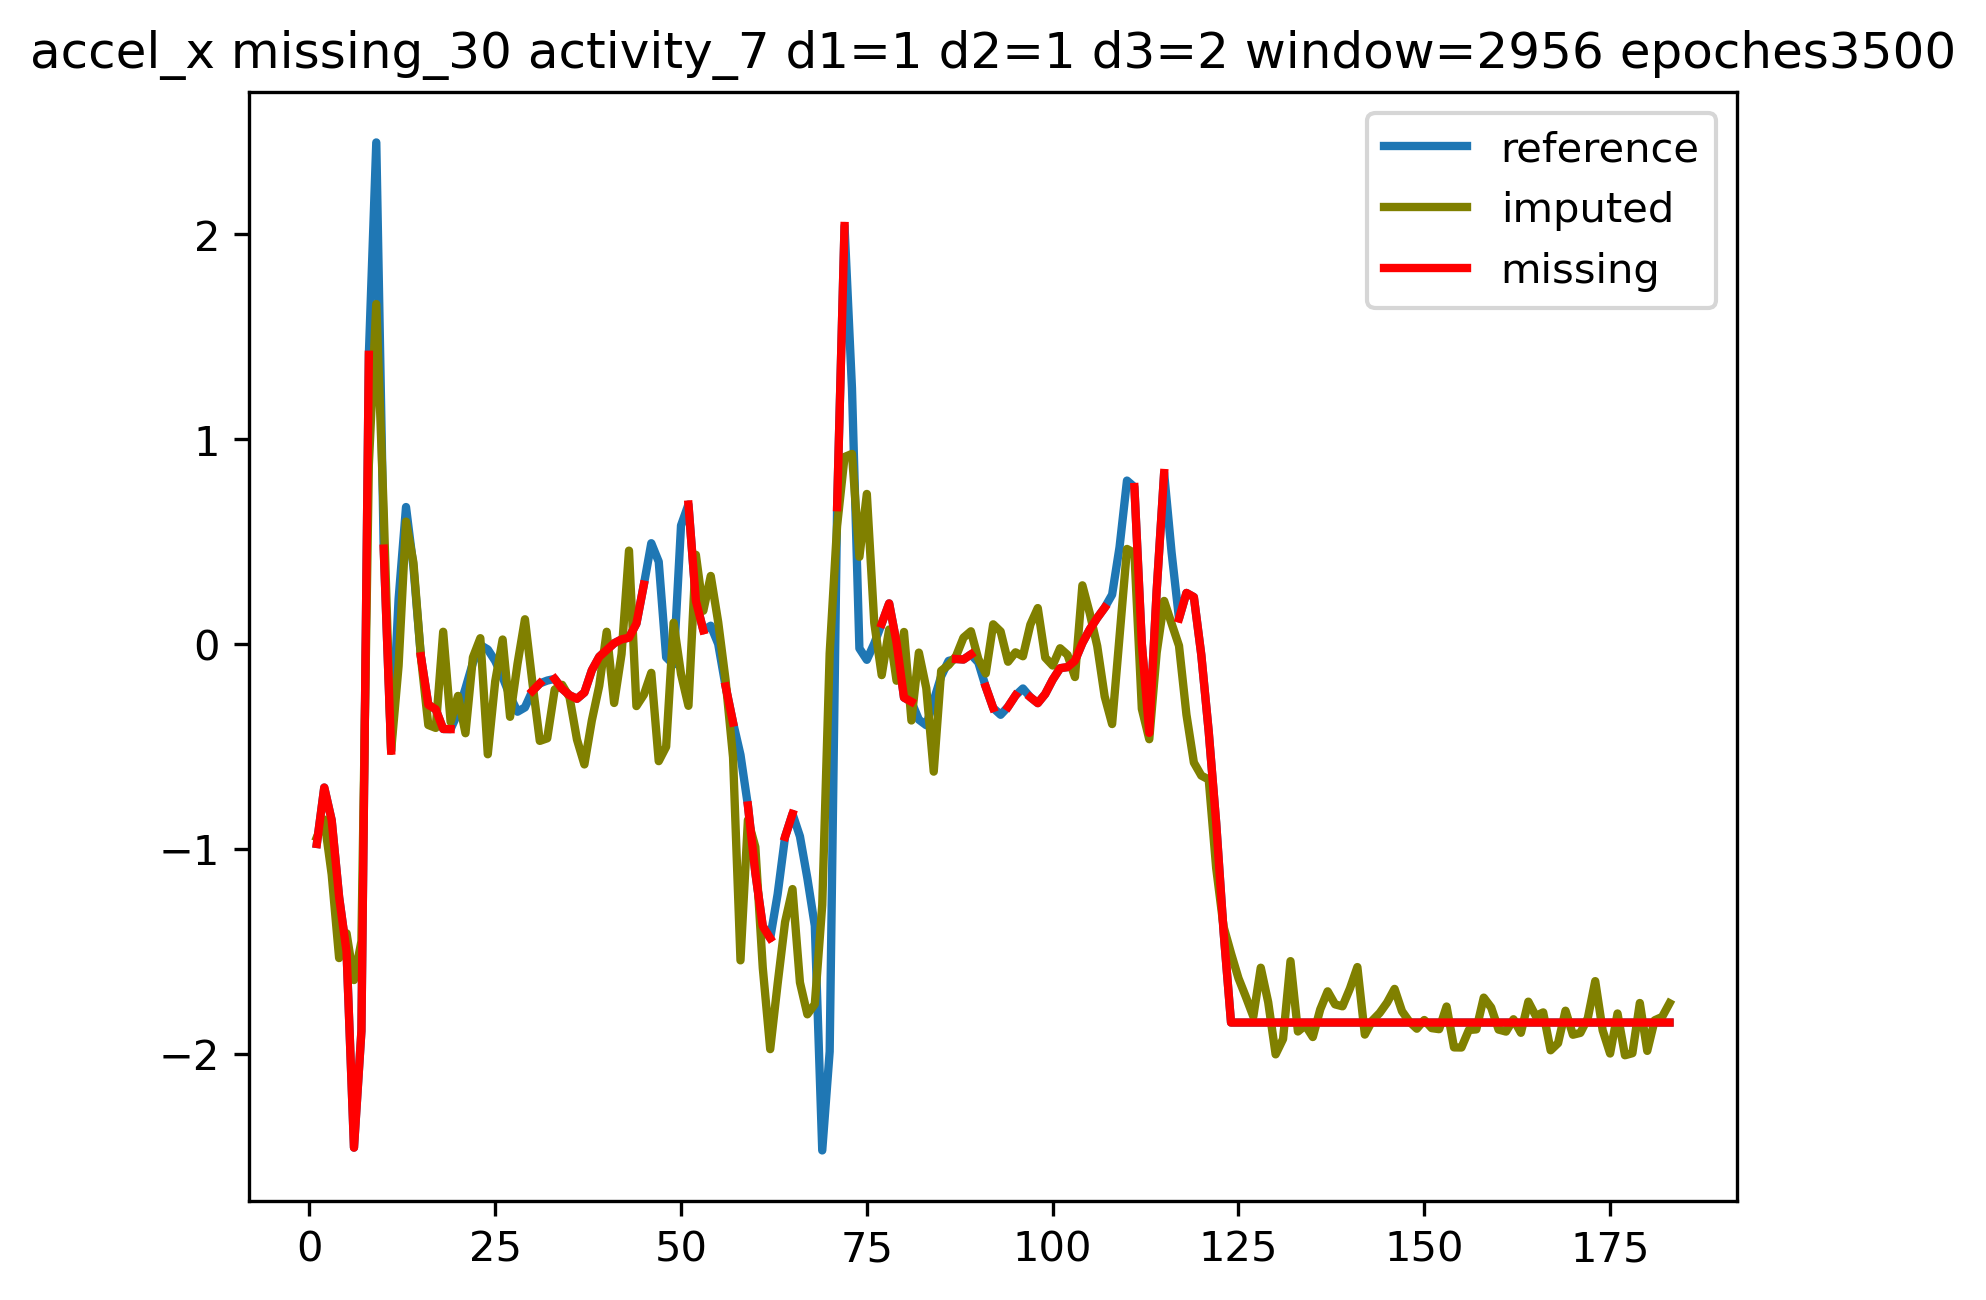 accel_x missing_30 activity_7 d1=1 d2=1 d3=2 window=2956 epoches3500
reference
imputed
missing
2
1
0
−1
−2
0 25 50 75 100 125 150 175